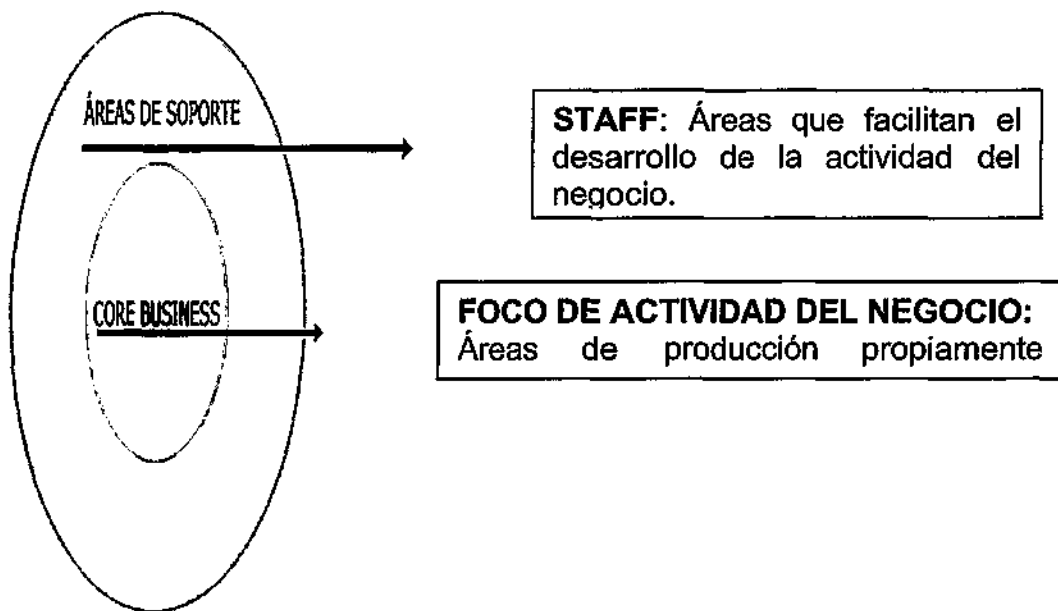 ÁREAS DE SOPORTE
STAFF: Áreas que facilitan el
desarrollo de la actividad del
negocio.
CORE BUSINESS
FOCO DE ACTIVIDAD DEL NEGOCIO:
Áreas de producción propiamente